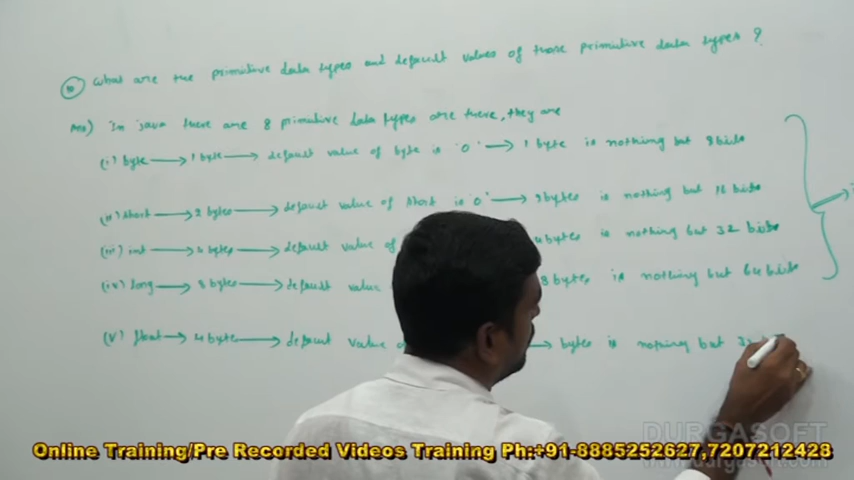 What are the primitive data types and default values of those primitive data types ?
Ans) In java there are 8 primitive data types are there, they are
(i) byte → 1 byte → default value of byte is '0' → 1 byte is nothing but 8 bits
(ii) short → 2 bytes → default value of short is '0' → 2 bytes is nothing but 16 bits
(iii) int → 4 bytes → default value of 4 bytes is nothing but 32 bits
(iv) long → 8 bytes → default value 8 bytes is nothing but 64 bits
(v) float → 4 byte → default value → bytes is nothing but 32
DURGASOFT
Online Training/Pre Recorded Videos Training Ph:+91-8885252627,7207212428